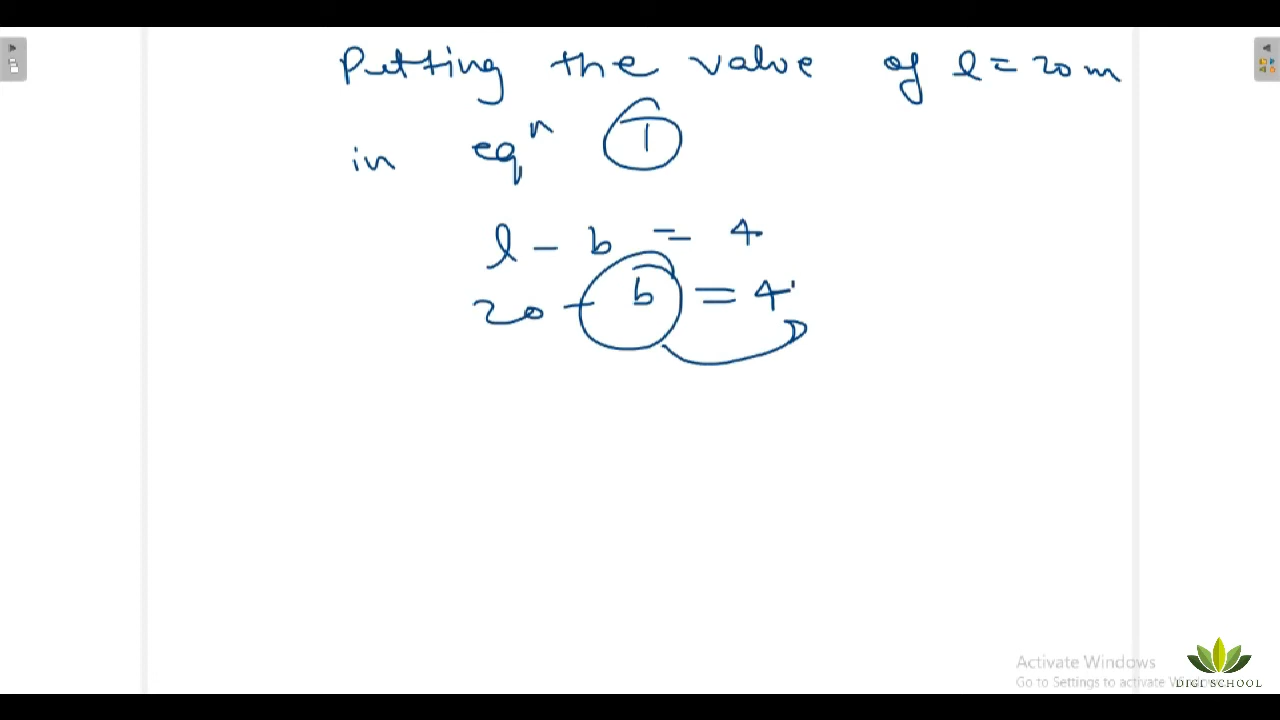 Putting the value of l = 20 m
in eqⁿ ①
l - b = 4
20 - b = 4
Activate Windows
Go to Settings to activate Windows.
DIGI SCHOOL